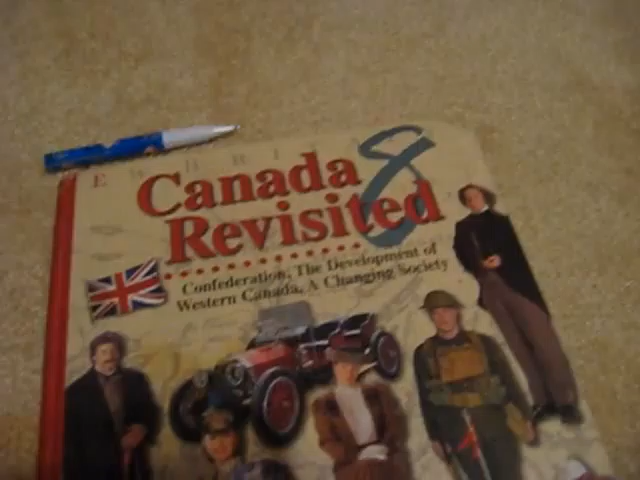 Canada 8
Revisited
Confederation, The Development of
Western Canada, A Changing Society